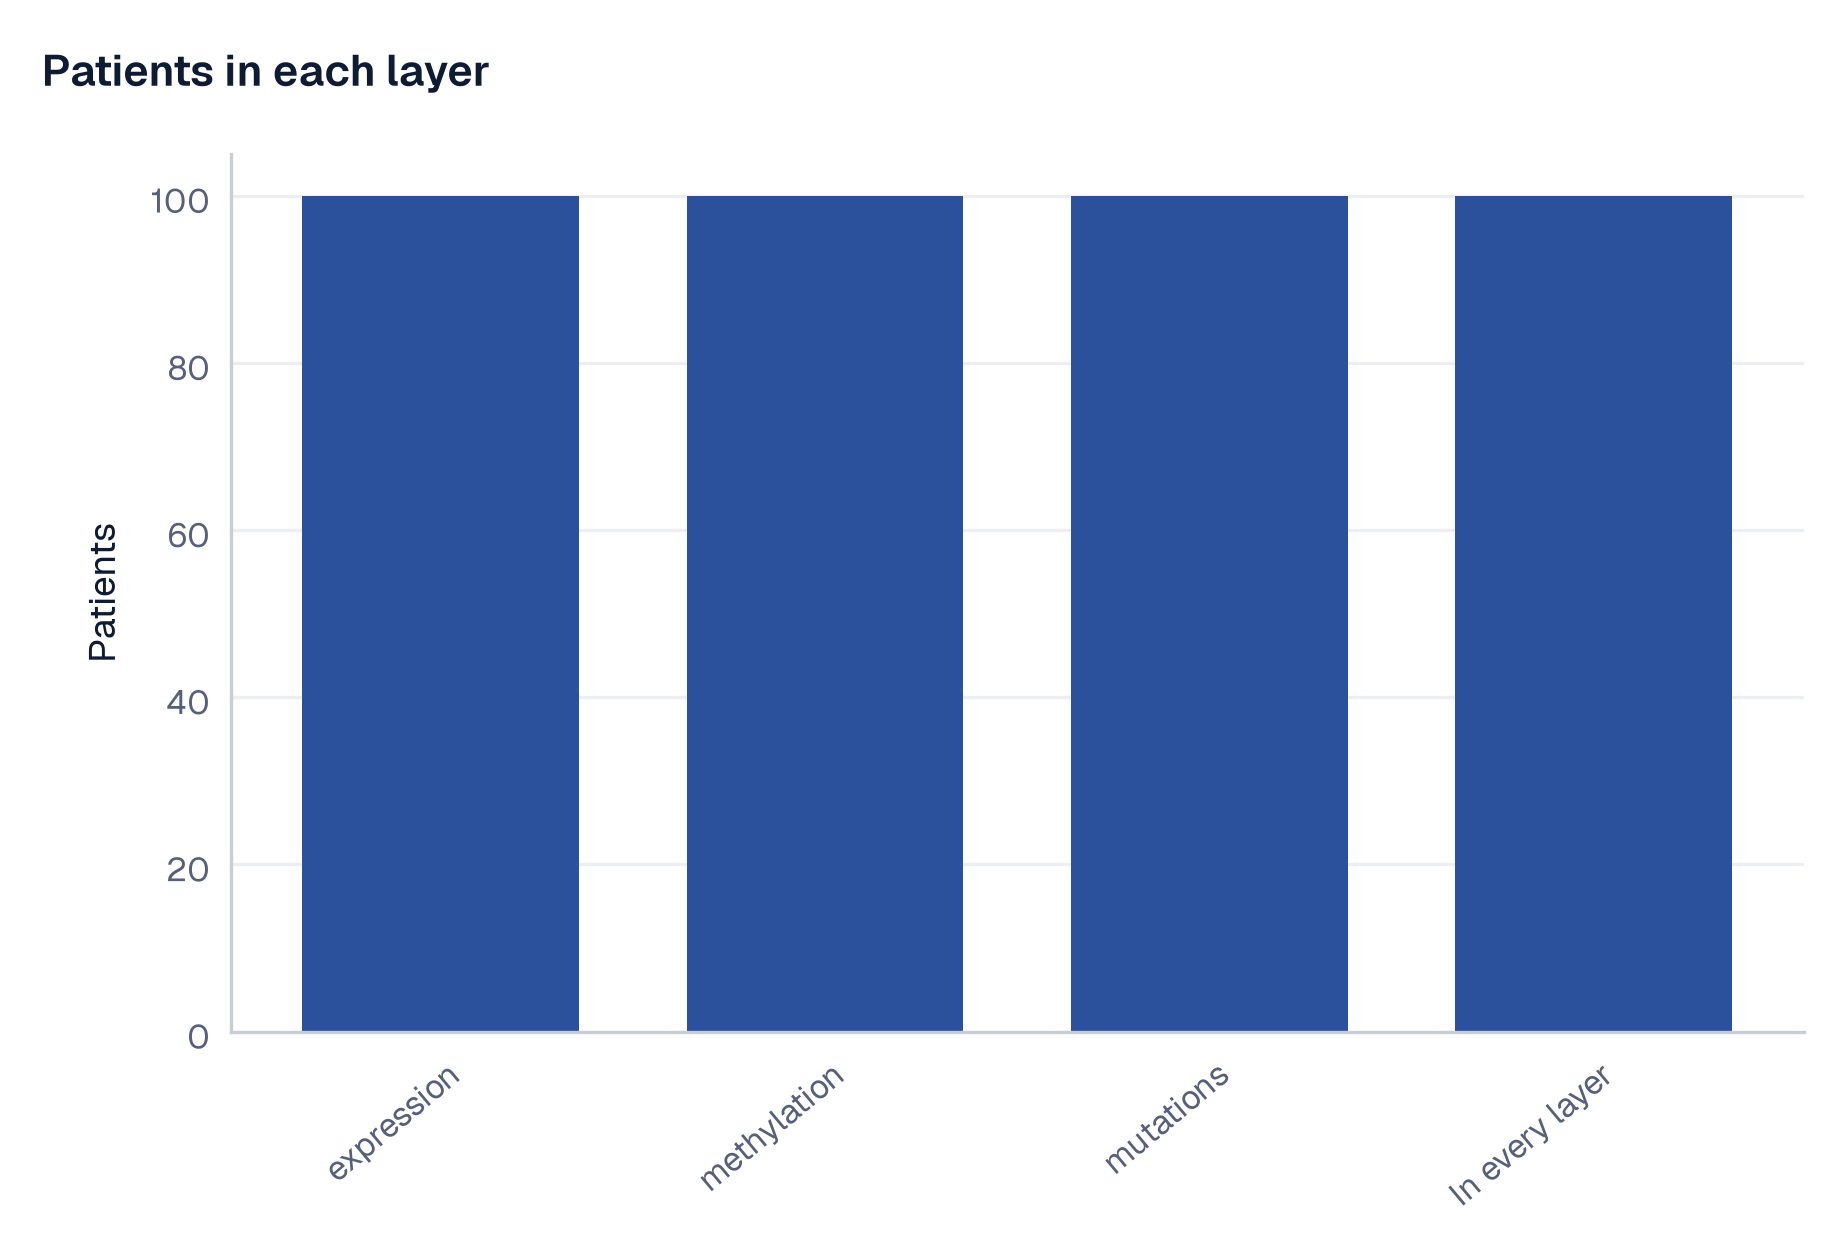 Patients in each layer
Patients
100
80
60
40
20
0
expression
methylation
mutations
In every layer